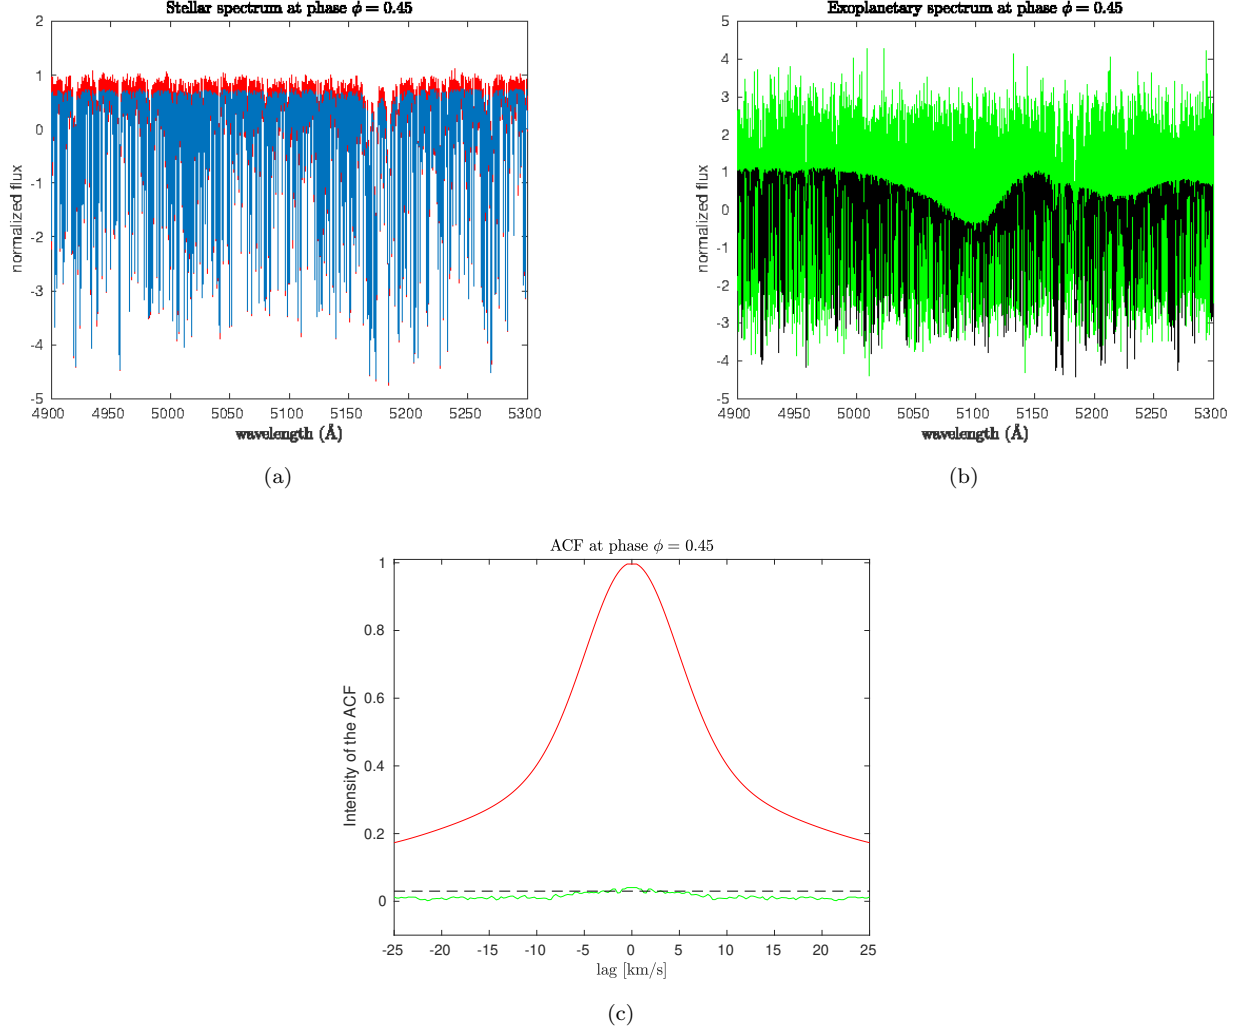 Stellar spectrum at phase ϕ = 0.45
2
1
0
-1
-2
-3
-4
-5
normalized flux
4900 4950 5000 5050 5100 5150 5200 5250 5300
wavelength (Å)
(a)
Exoplanetary spectrum at phase ϕ = 0.45
5
4
3
2
1
0
-1
-2
-3
-4
-5
normalized flux
4900 4950 5000 5050 5100 5150 5200 5250 5300
wavelength (Å)
(b)
ACF at phase ϕ = 0.45
1
0.8
0.6
0.4
0.2
0
Intensity of the ACF
-25 -20 -15 -10 -5 0 5 10 15 20 25
lag [km/s]
(c)